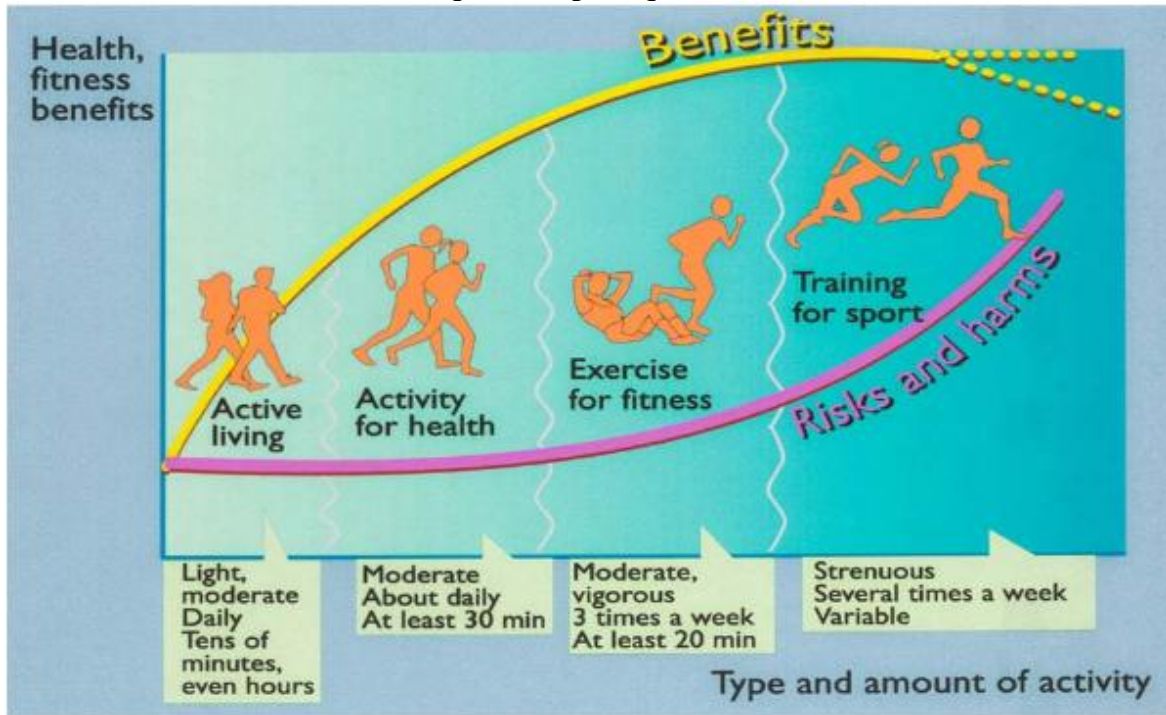 Health,
fitness
benefits
Benefits
Active
living
Activity
for health
Exercise
for fitness
Training
for sport
Risks and harms
Light,
moderate
Daily
Tens of
minutes,
even hours
Moderate
About daily
At least 30 min
Moderate,
vigorous
3 times a week
At least 20 min
Strenuous
Several times a week
Variable
Type and amount of activity